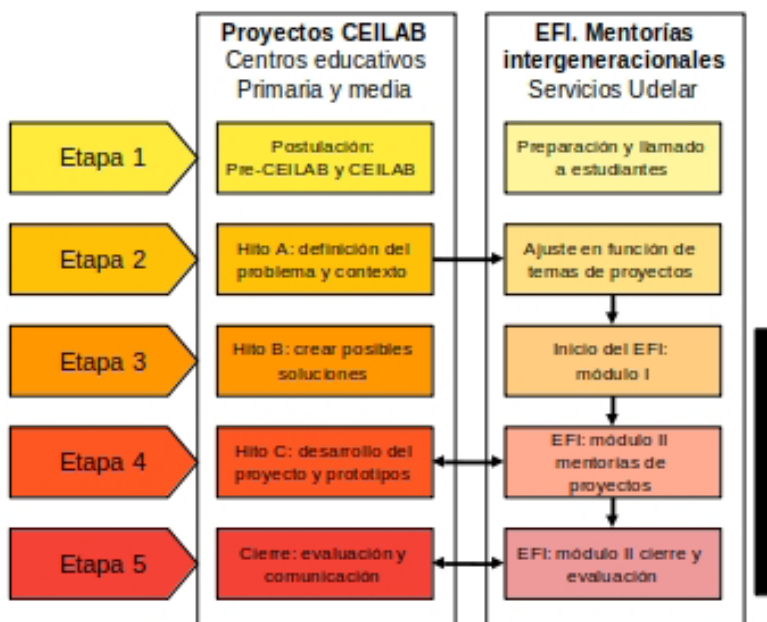 Proyectos CEILAB
Centros educativos
Primaria y media
EFI. Mentorías
intergeneracionales
Servicios Udelar
Etapa 1
Postulación:
Pre-CEILAB y CEILAB
Preparación y llamado
a estudiantes
Etapa 2
Hito A: definición del
problema y contexto
Ajuste en función de
temas de proyectos
Etapa 3
Hito B: crear posibles
soluciones
Inicio del EFI:
módulo I
Etapa 4
Hito C: desarrollo del
proyecto y prototipos
EFI: módulo II
mentorías de
proyectos
Etapa 5
Cierre: evaluación y
comunicación
EFI: módulo II cierre y
evaluación